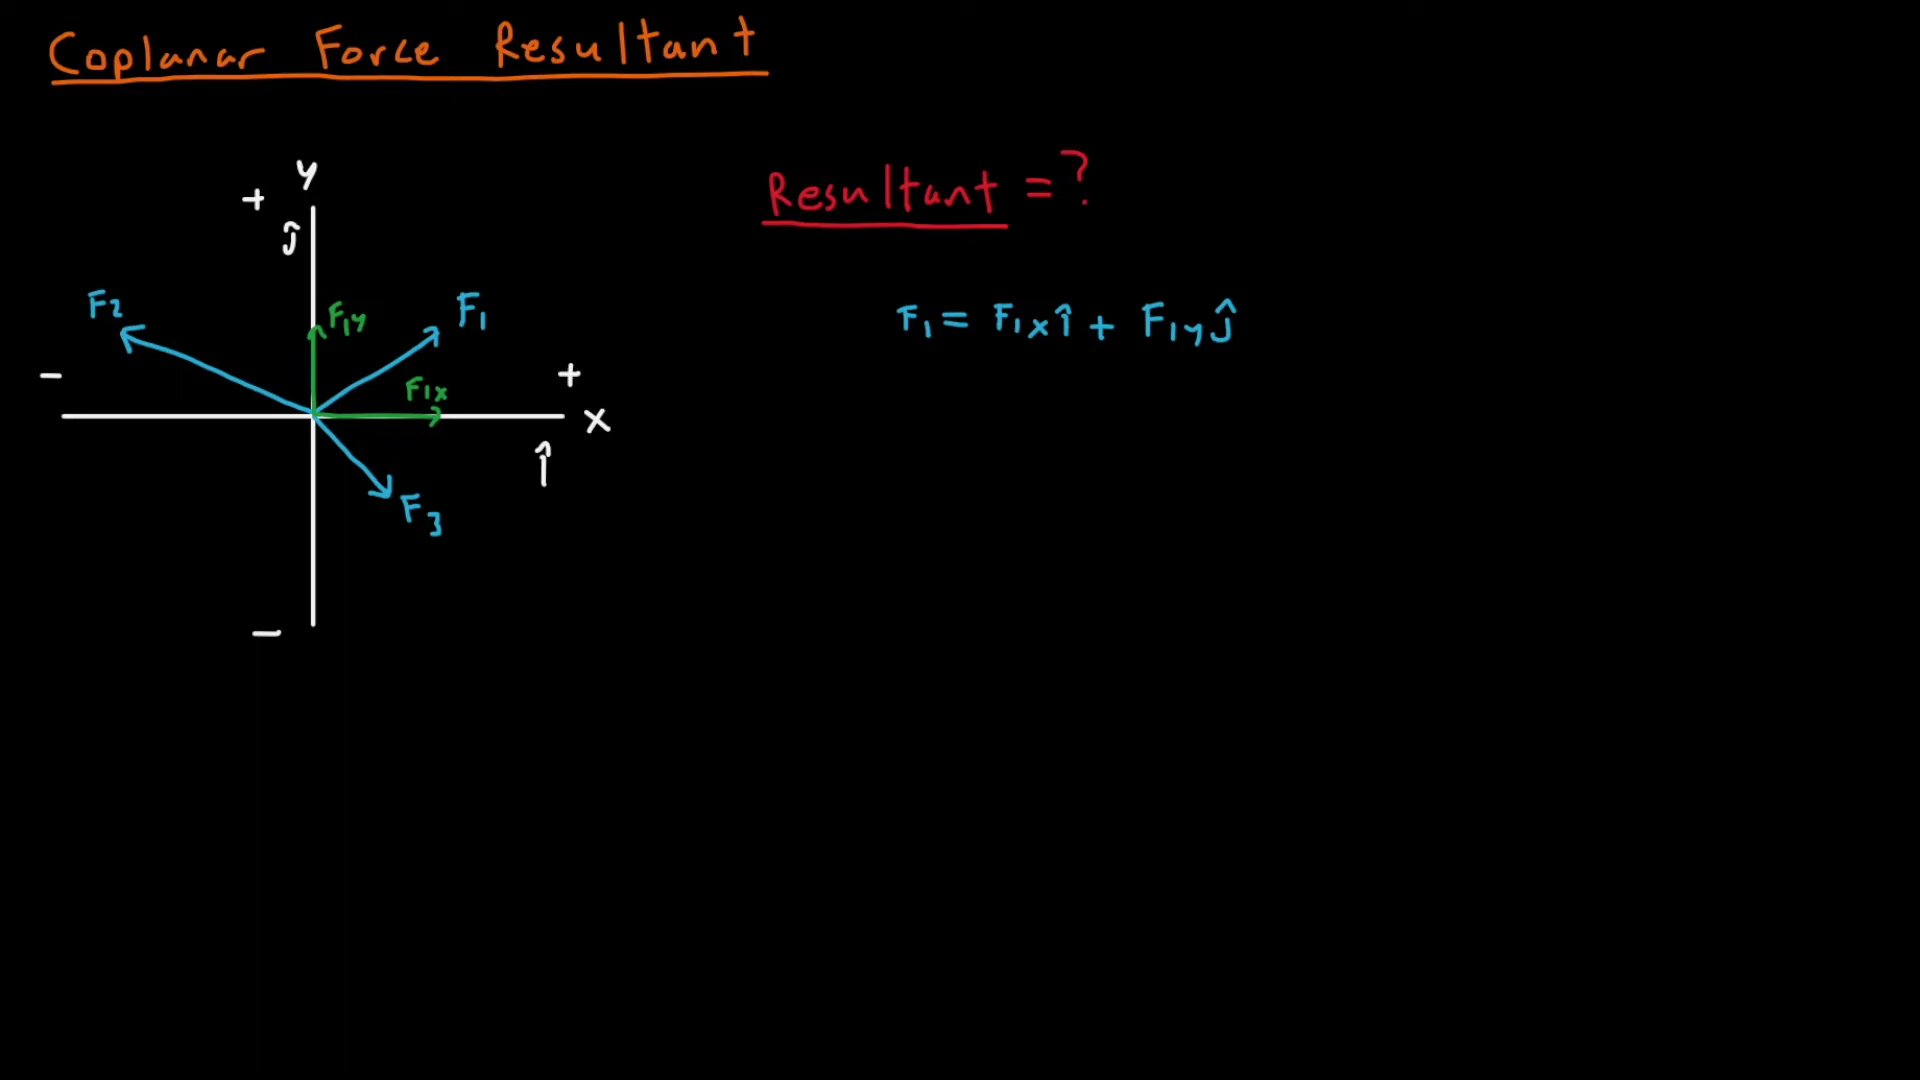 Coplanar Force Resultant
Resultant = ?
y
+
ĵ
F₂
F₁y
F₁
F₁ = F₁x î + F₁y ĵ
-
F₁x
+
x
î
F₃
-